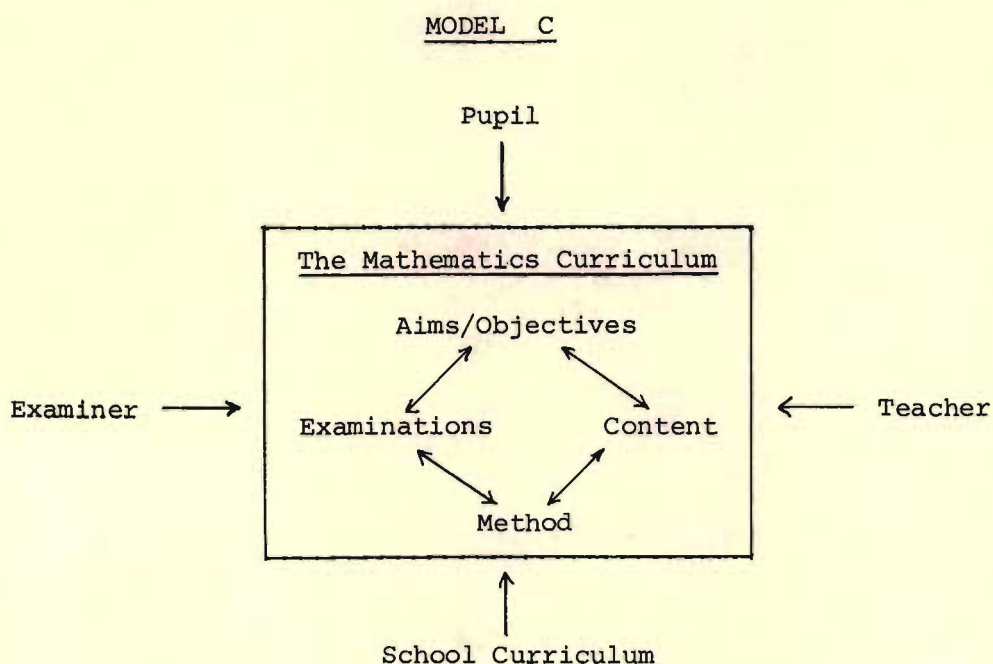 MODEL C
Pupil
The Mathematics Curriculum
Aims/Objectives
Examiner
Examinations
Content
Teacher
Method
School Curriculum